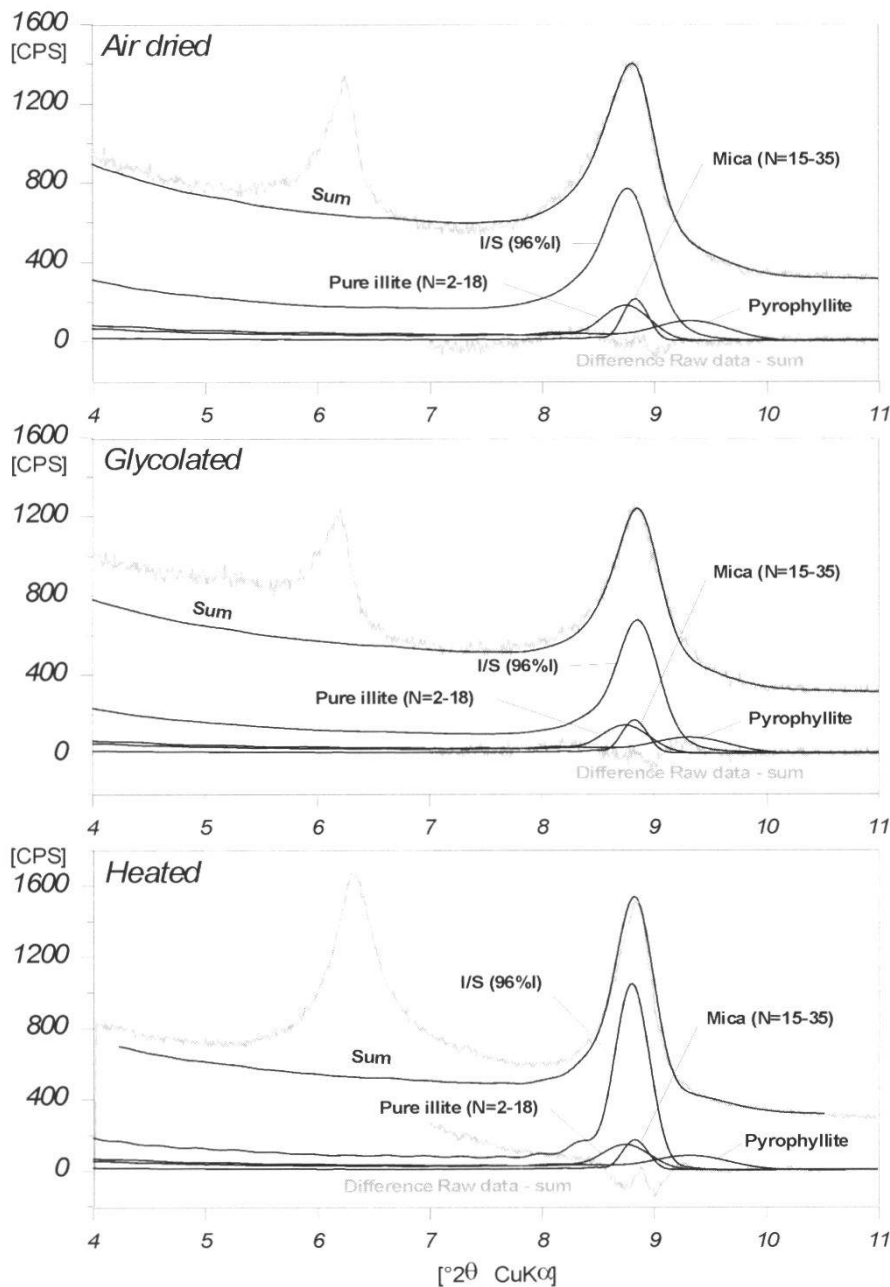 1600
[CPS]
Air dried
1200
Mica (N=15-35)
800
Sum
I/S (96%I)
400
Pure illite (N=2-18)
Pyrophyllite
0
Difference Raw data - sum
4 5 6 7 8 9 10 11
1600
[CPS]
Glycolated
1200
Mica (N=15-35)
800
Sum
I/S (96%I)
400
Pure illite (N=2-18)
Pyrophyllite
0
Difference Raw data - sum
4 5 6 7 8 9 10 11
[CPS]
1600
Heated
I/S (96%I)
1200
Mica (N=15-35)
800
Sum
400
Pure illite (N=2-18)
Pyrophyllite
0
Difference Raw data - sum
4 5 6 7 8 9 10 11
[°2θ CuKα]